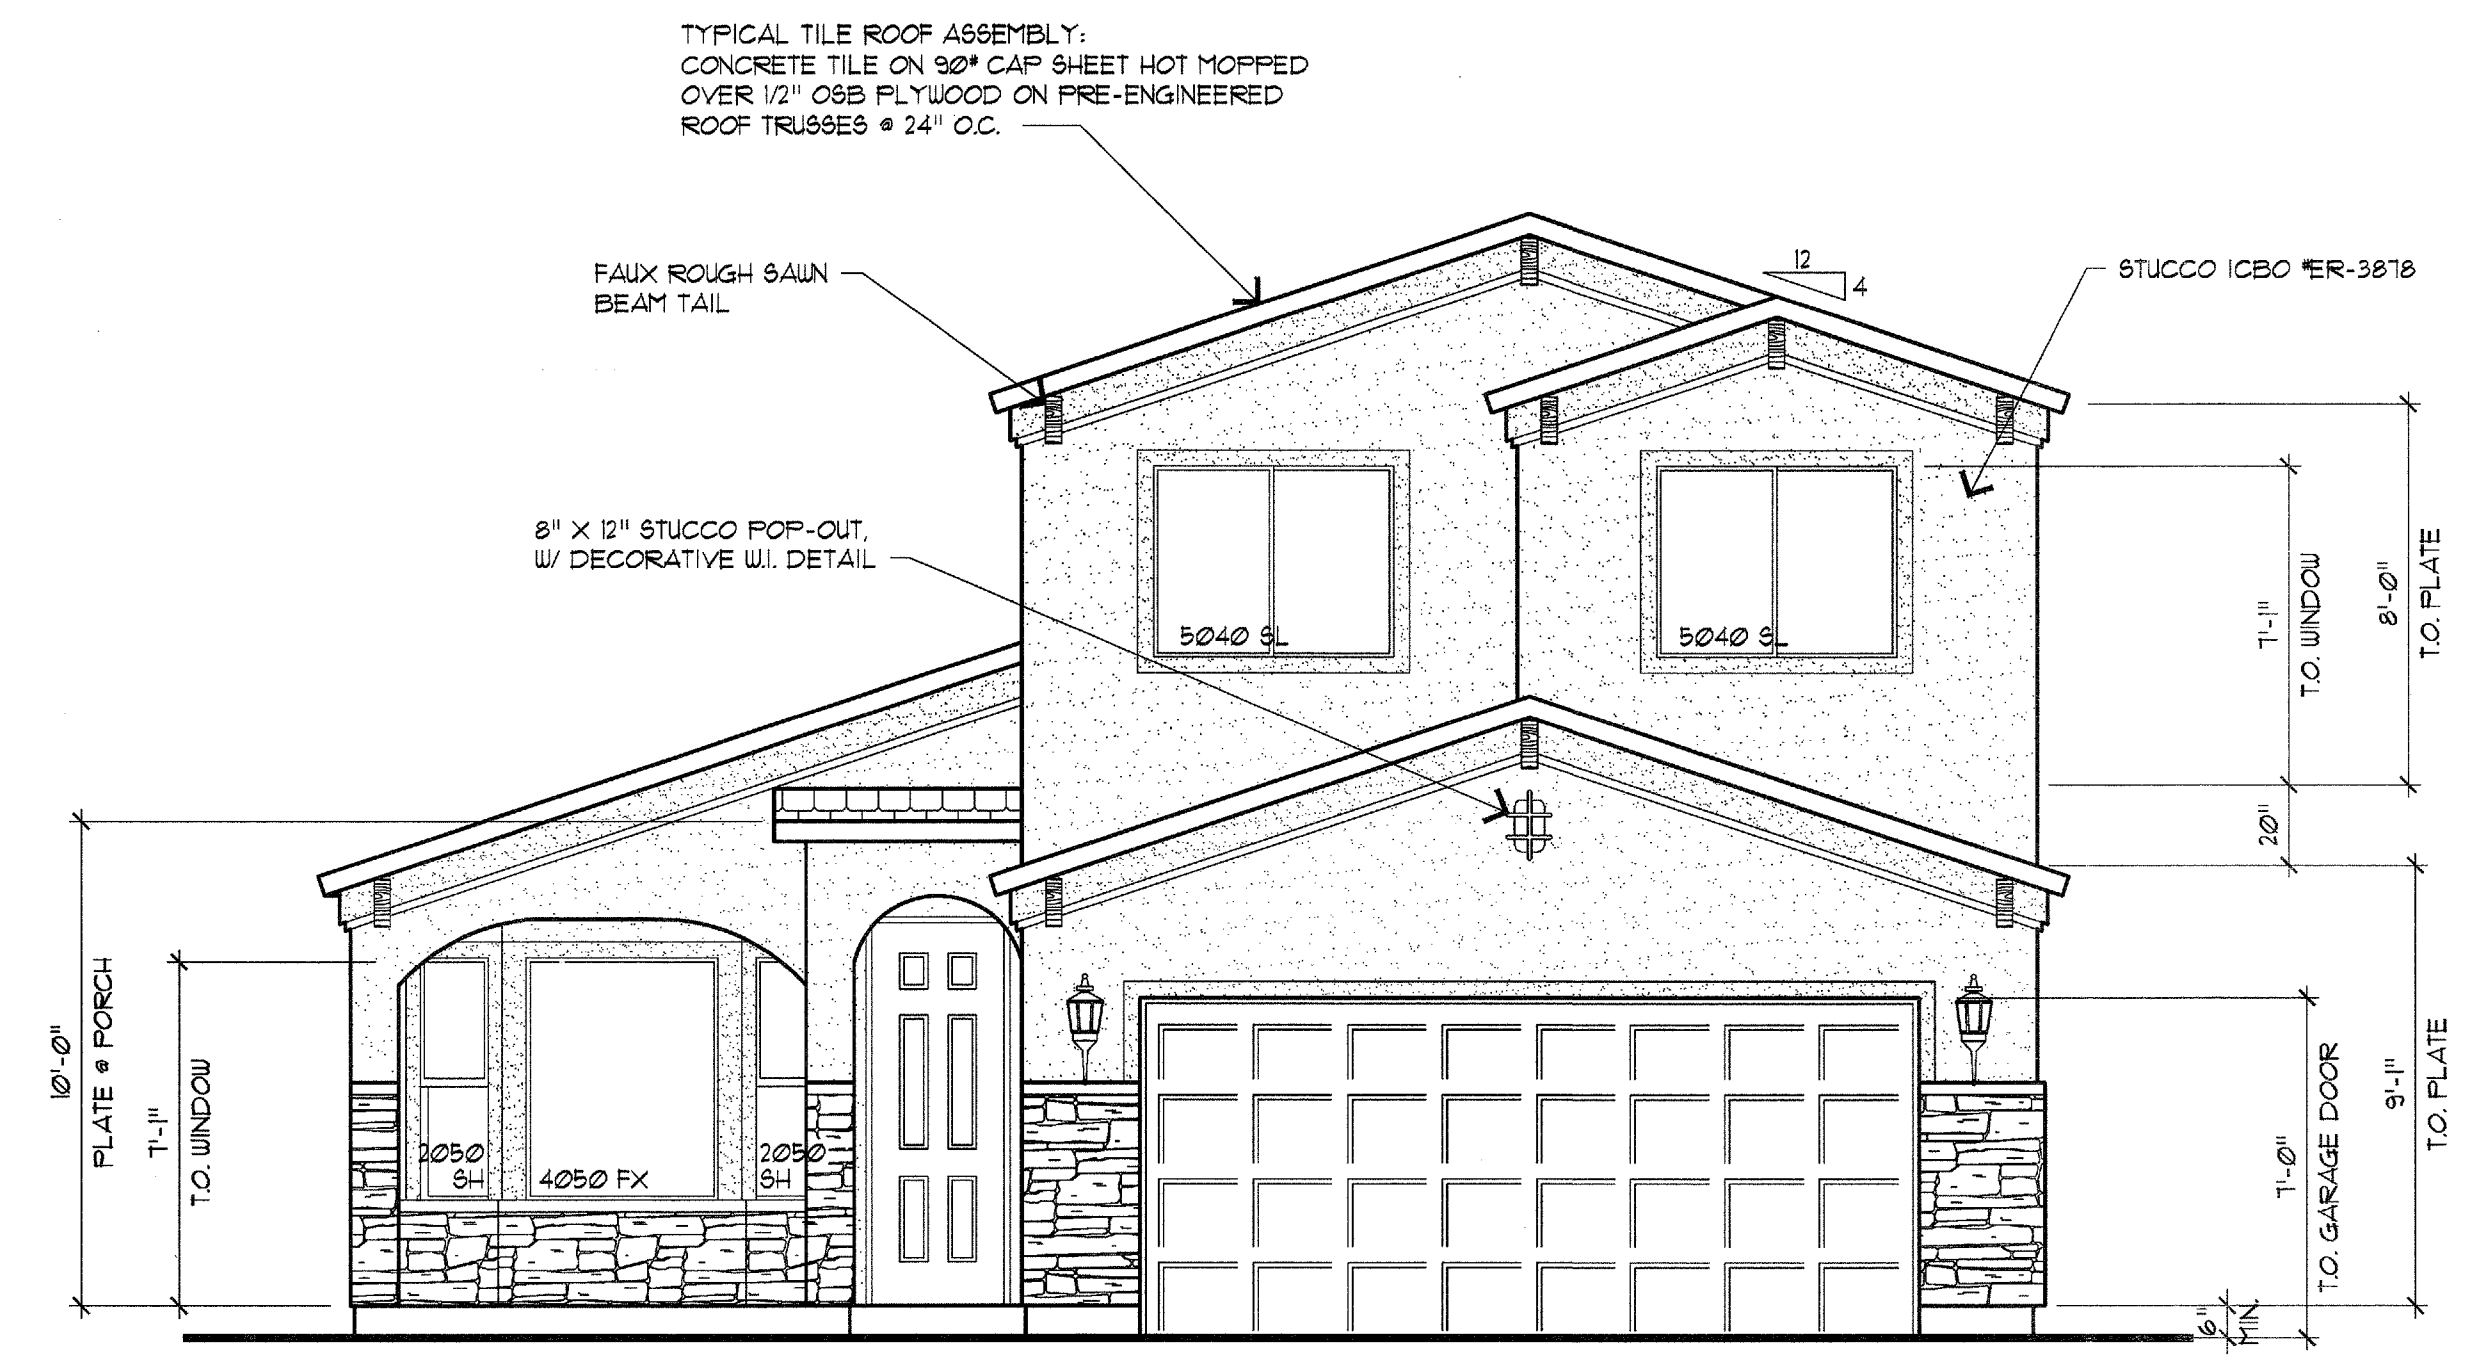 TYPICAL TILE ROOF ASSEMBLY:
CONCRETE TILE ON 90# CAP SHEET HOT MOPPED
OVER 1/2" OSB PLYWOOD ON PRE-ENGINEERED
ROOF TRUSSES @ 24" O.C.
FAUX ROUGH SAWN
BEAM TAIL
12
4
STUCCO ICBO #ER-3878
8" X 12" STUCCO POP-OUT,
W/ DECORATIVE W.I. DETAIL
5040 SL
5040 SL
7'-1"
T.O. WINDOW
8'-0"
T.O. PLATE
20"
10'-0"
PLATE @ PORCH
7'-1"
T.O. WINDOW
2050
SH
4050 FX
2050
SH
7'-0"
T.O. GARAGE DOOR
9'-1"
T.O. PLATE
6"
MIN.